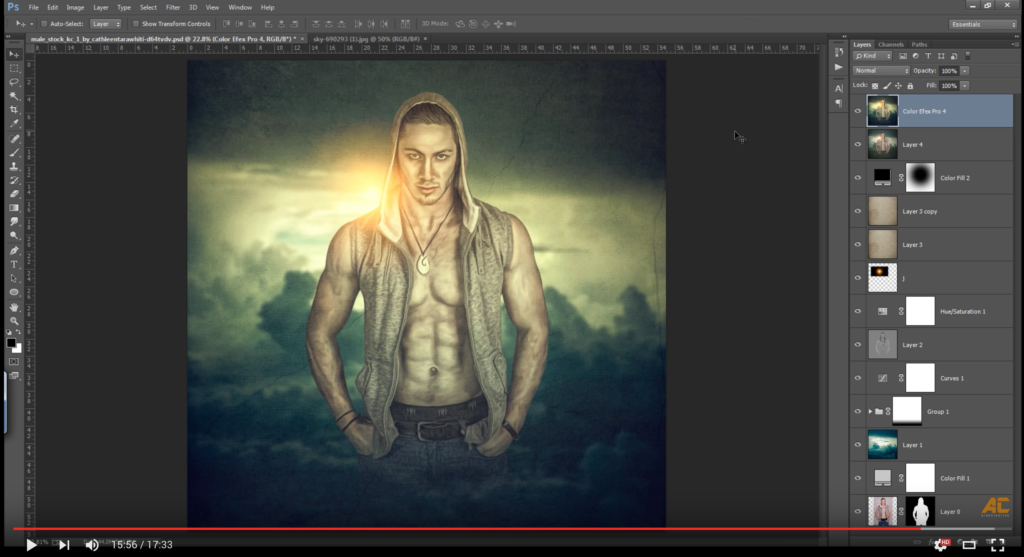 Ps File Edit Image Layer Type Select Filter 3D View Window Help
Auto-Select: Layer Show Transform Controls 3D Mode: Essentials
male_stock_kc_1_by_cathleentarawhiti-d64tvdv.psd @ 22.8% (Color Efex Pro 4, RGB/8*) * × sky-690293 (1).jpg @ 50% (RGB/8#) ×
Layers Channels Paths
Kind
Normal Opacity: 100%
Lock: Fill: 100%
Color Efex Pro 4
Layer 4
Color Fill 2
Layer 3 copy
Layer 3
Hue/Saturation 1
Layer 2
Curves 1
Group 1
Layer 1
Color Fill 1
Layer 0
AC
15:56 / 17:33
HD